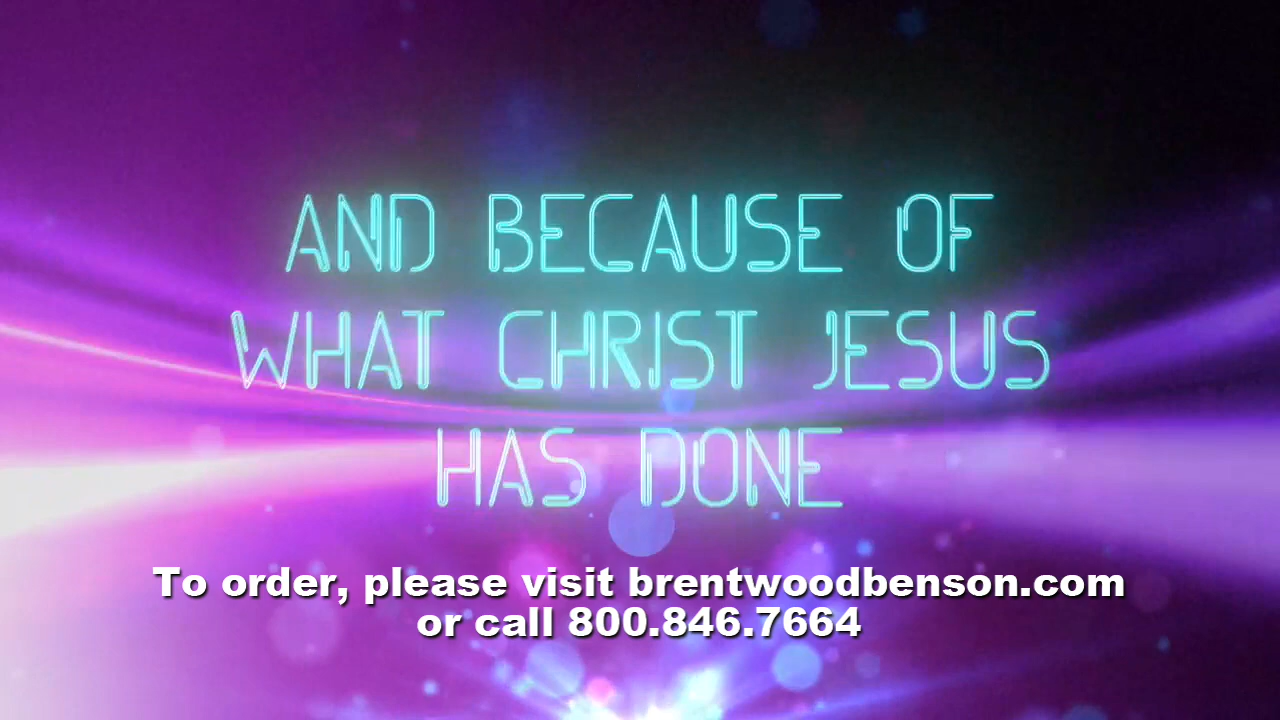 AND BECAUSE OF
WHAT CHRIST JESUS
HAS DONE
To order, please visit brentwoodbenson.com
or call 800.846.7664